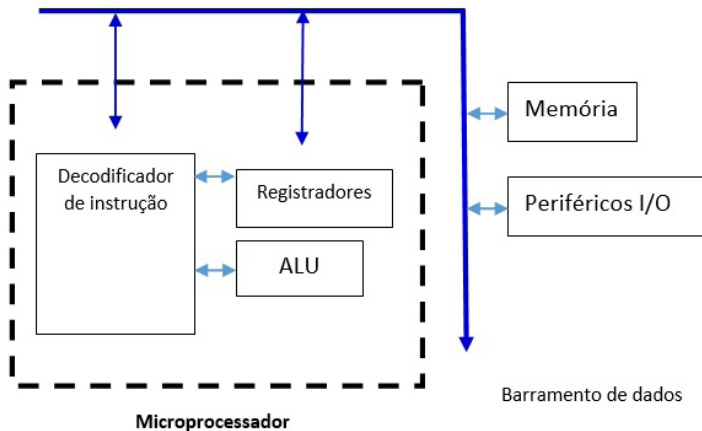 Decodificador
de instrução
Registradores
ALU
Memória
Periféricos I/O
Barramento de dados
Microprocessador